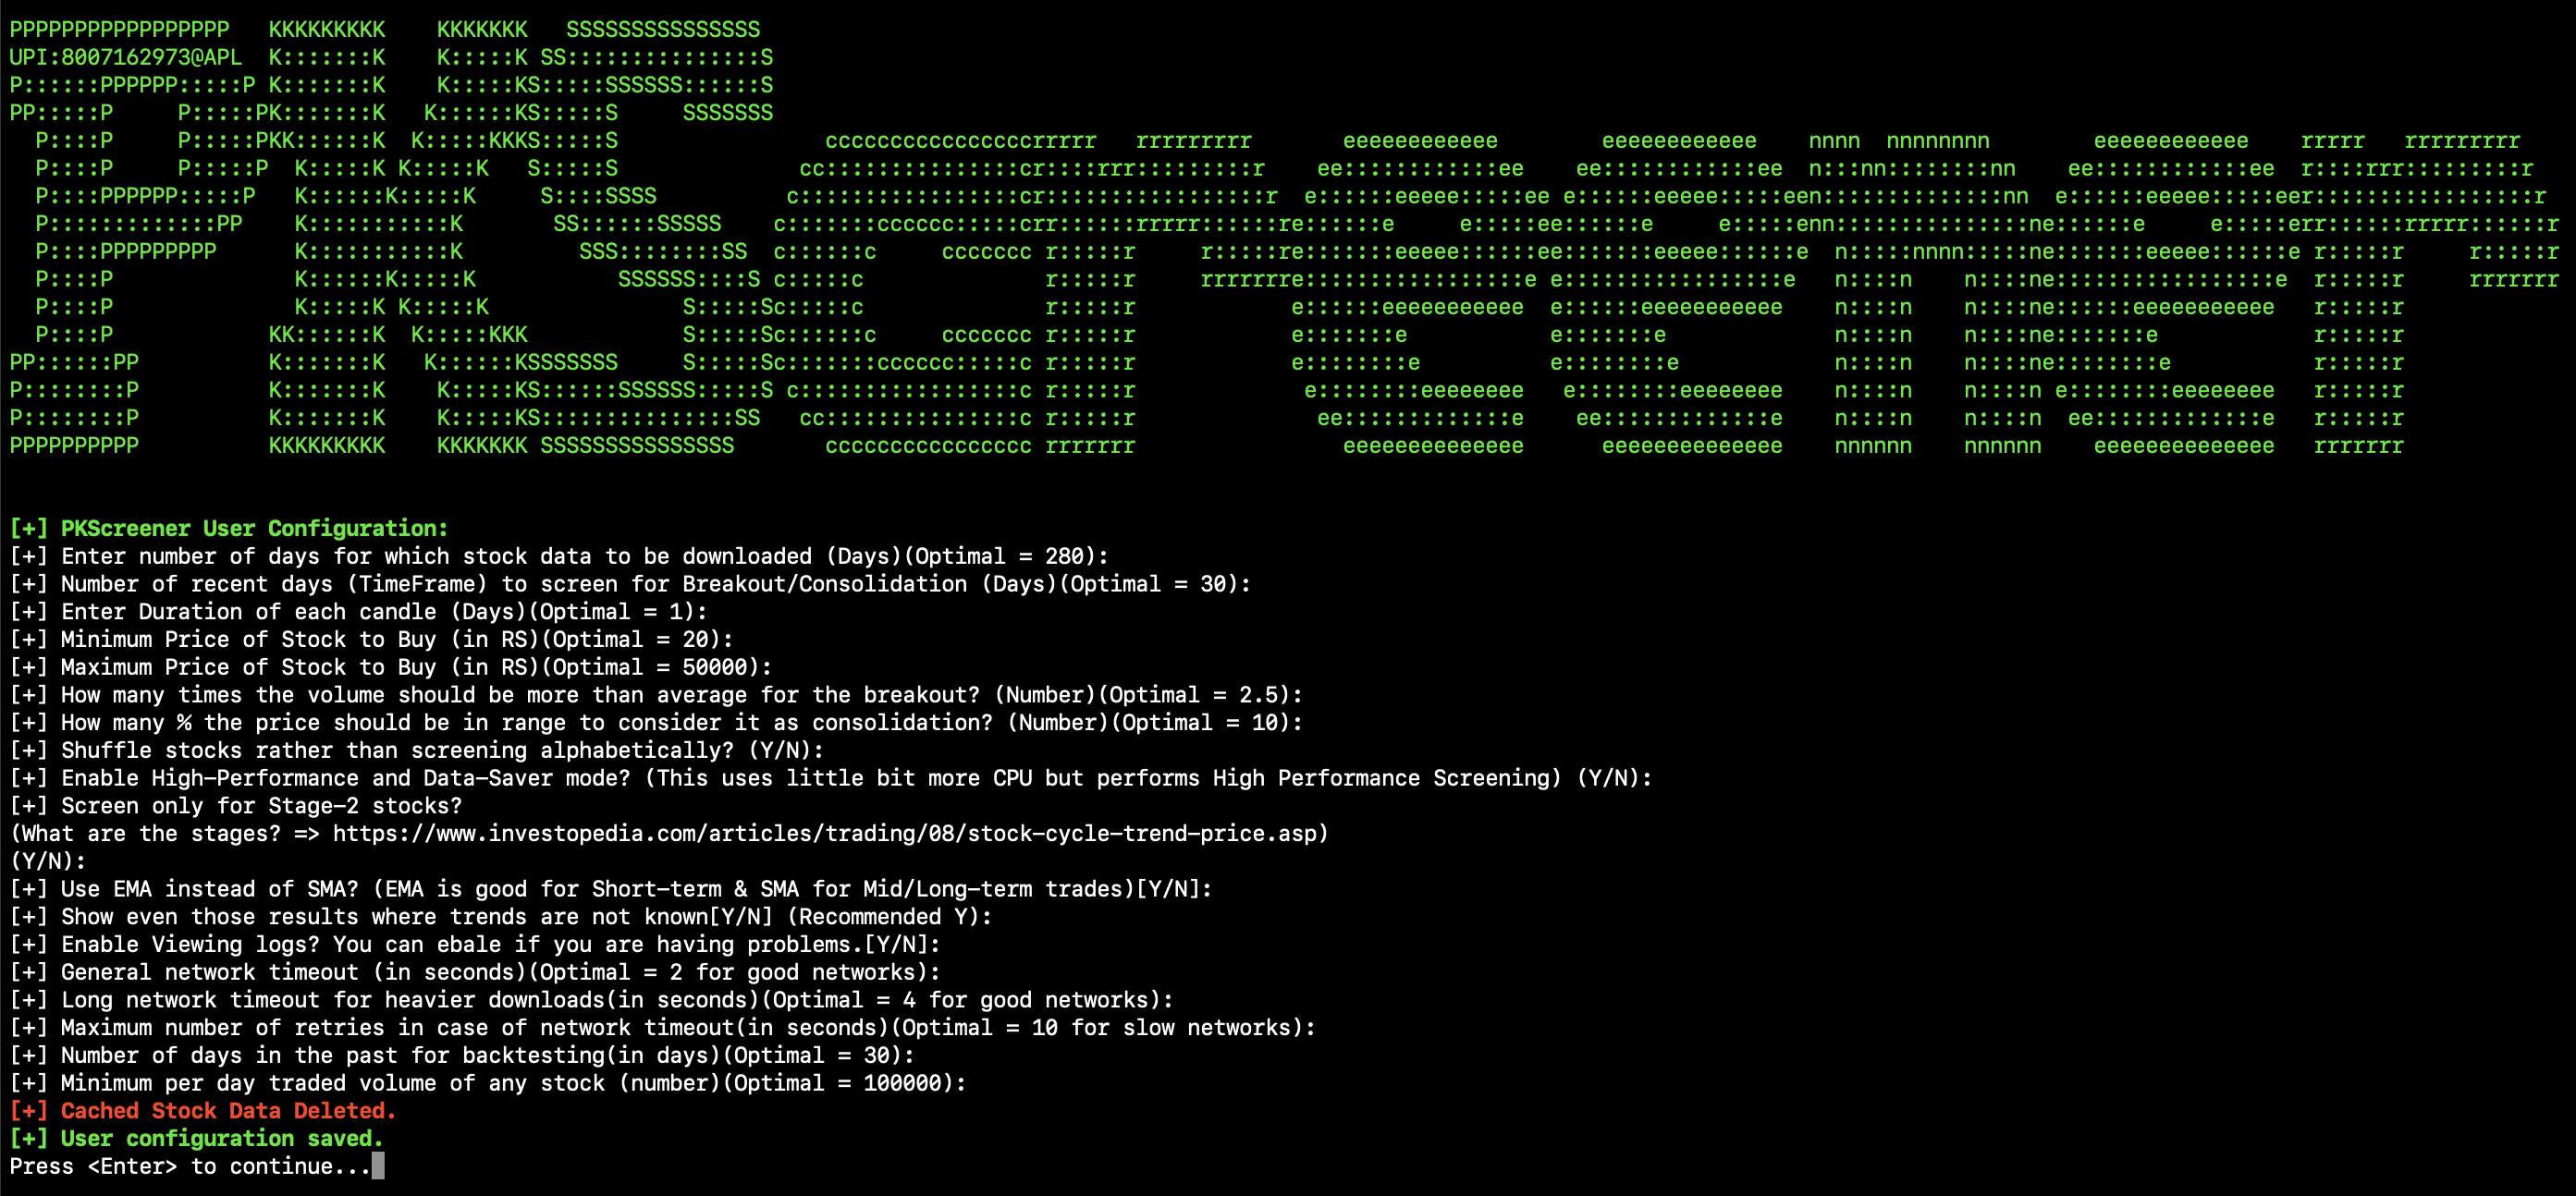 PPPPPPPPPPPPPPPPP   KKKKKKKKK    KKKKKKK   SSSSSSSSSSSSSSS
UPI:8007162973@APL  K:::::::K    K:::::K SS:::::::::::::::S
P::::::PPPPPP:::::P K:::::::K    K:::::KS:::::SSSSSS::::::S
PP:::::P     P:::::PK:::::::K   K::::::KS:::::S     SSSSSSS
  P::::P     P:::::PKK::::::K  K:::::KKKS:::::S                ccccccccccccccccrrrrr   rrrrrrrrr       eeeeeeeeeeee        eeeeeeeeeeee    nnnn  nnnnnnnn        eeeeeeeeeeee    rrrrr   rrrrrrrrr
  P::::P     P:::::P  K:::::K K:::::K   S:::::S              cc:::::::::::::::cr::::rrr:::::::::r    ee::::::::::::ee    ee::::::::::::ee  n:::nn::::::::nn    ee::::::::::::ee  r::::rrr:::::::::r
  P::::PPPPPP:::::P   K::::::K:::::K     S::::SSSS          c:::::::::::::::::cr:::::::::::::::::r  e::::::eeeee:::::ee e::::::eeeee:::::een::::::::::::::nn  e::::::eeeee:::::eer:::::::::::::::::r
  P:::::::::::::PP    K:::::::::::K       SS::::::SSSSS    c:::::::cccccc:::::crr::::::rrrrr::::::re::::::e     e:::::ee::::::e     e:::::enn:::::::::::::::ne::::::e     e:::::err::::::rrrrr::::::r
  P::::PPPPPPPPP      K:::::::::::K         SSS::::::::SS  c::::::c     ccccccc r:::::r     r:::::re:::::::eeeee::::::ee:::::::eeeee::::::e  n:::::nnnn:::::ne:::::::eeeee::::::e r:::::r     r:::::r
  P::::P              K::::::K:::::K           SSSSSS::::S c:::::c              r:::::r     rrrrrrre:::::::::::::::::e e:::::::::::::::::e   n::::n    n::::ne:::::::::::::::::e  r:::::r     rrrrrrr
  P::::P              K:::::K K:::::K               S:::::Sc:::::c              r:::::r            e::::::eeeeeeeeeee  e::::::eeeeeeeeeee    n::::n    n::::ne::::::eeeeeeeeeee   r:::::r
  P::::P            KK::::::K  K:::::KKK            S:::::Sc::::::c     ccccccc r:::::r            e:::::::e           e:::::::e             n::::n    n::::ne:::::::e            r:::::r
PP::::::PP          K:::::::K   K::::::KSSSSSSS     S:::::Sc:::::::cccccc:::::c r:::::r            e::::::::e          e::::::::e            n::::n    n::::ne::::::::e           r:::::r
P::::::::P          K:::::::K    K:::::KS::::::SSSSSS:::::S c:::::::::::::::::c r:::::r             e::::::::eeeeeeee   e::::::::eeeeeeee    n::::n    n::::n e::::::::eeeeeeee   r:::::r
P::::::::P          K:::::::K    K:::::KS:::::::::::::::SS   cc:::::::::::::::c r:::::r              ee:::::::::::::e    ee:::::::::::::e    n::::n    n::::n  ee:::::::::::::e   r:::::r
PPPPPPPPPP          KKKKKKKKK    KKKKKKK SSSSSSSSSSSSSSS       cccccccccccccccc rrrrrrr                eeeeeeeeeeeeee      eeeeeeeeeeeeee    nnnnnn    nnnnnn    eeeeeeeeeeeeee   rrrrrrr
[+] PKScreener User Configuration:
[+] Enter number of days for which stock data to be downloaded (Days)(Optimal = 280):
[+] Number of recent days (TimeFrame) to screen for Breakout/Consolidation (Days)(Optimal = 30):
[+] Enter Duration of each candle (Days)(Optimal = 1):
[+] Minimum Price of Stock to Buy (in RS)(Optimal = 20):
[+] Maximum Price of Stock to Buy (in RS)(Optimal = 50000):
[+] How many times the volume should be more than average for the breakout? (Number)(Optimal = 2.5):
[+] How many % the price should be in range to consider it as consolidation? (Number)(Optimal = 10):
[+] Shuffle stocks rather than screening alphabetically? (Y/N):
[+] Enable High-Performance and Data-Saver mode? (This uses little bit more CPU but performs High Performance Screening) (Y/N):
[+] Screen only for Stage-2 stocks?
(What are the stages? => https://www.investopedia.com/articles/trading/08/stock-cycle-trend-price.asp)
(Y/N):
[+] Use EMA instead of SMA? (EMA is good for Short-term & SMA for Mid/Long-term trades)[Y/N]:
[+] Show even those results where trends are not known[Y/N] (Recommended Y):
[+] Enable Viewing logs? You can ebale if you are having problems.[Y/N]:
[+] General network timeout (in seconds)(Optimal = 2 for good networks):
[+] Long network timeout for heavier downloads(in seconds)(Optimal = 4 for good networks):
[+] Maximum number of retries in case of network timeout(in seconds)(Optimal = 10 for slow networks):
[+] Number of days in the past for backtesting(in days)(Optimal = 30):
[+] Minimum per day traded volume of any stock (number)(Optimal = 100000):
[+] Cached Stock Data Deleted.
[+] User configuration saved.
Press <Enter> to continue...